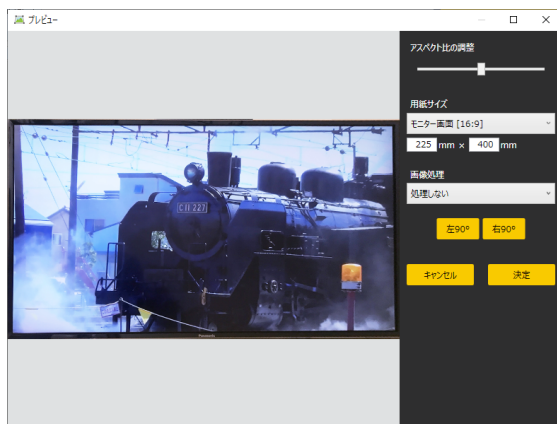 プレビュー
アスペクト比の調整
用紙サイズ
モニター画面 [16:9]
225 mm × 400 mm
画像処理
処理しない
左90° 右90°
キャンセル 決定
C11 227
Panasonic